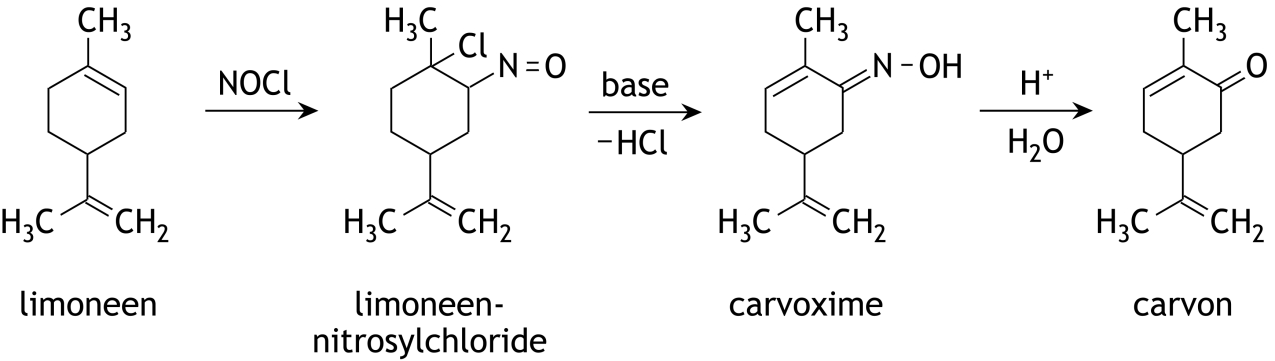 CH₃ H₃C Cl CH₃ CH₃
NOCl N=O base N-OH H⁺ O
-HCl H₂O
H₃C CH₂ H₃C CH₂ H₃C CH₂ H₃C CH₂
limoneen limoneen- carvoxime carvon
nitrosylchloride